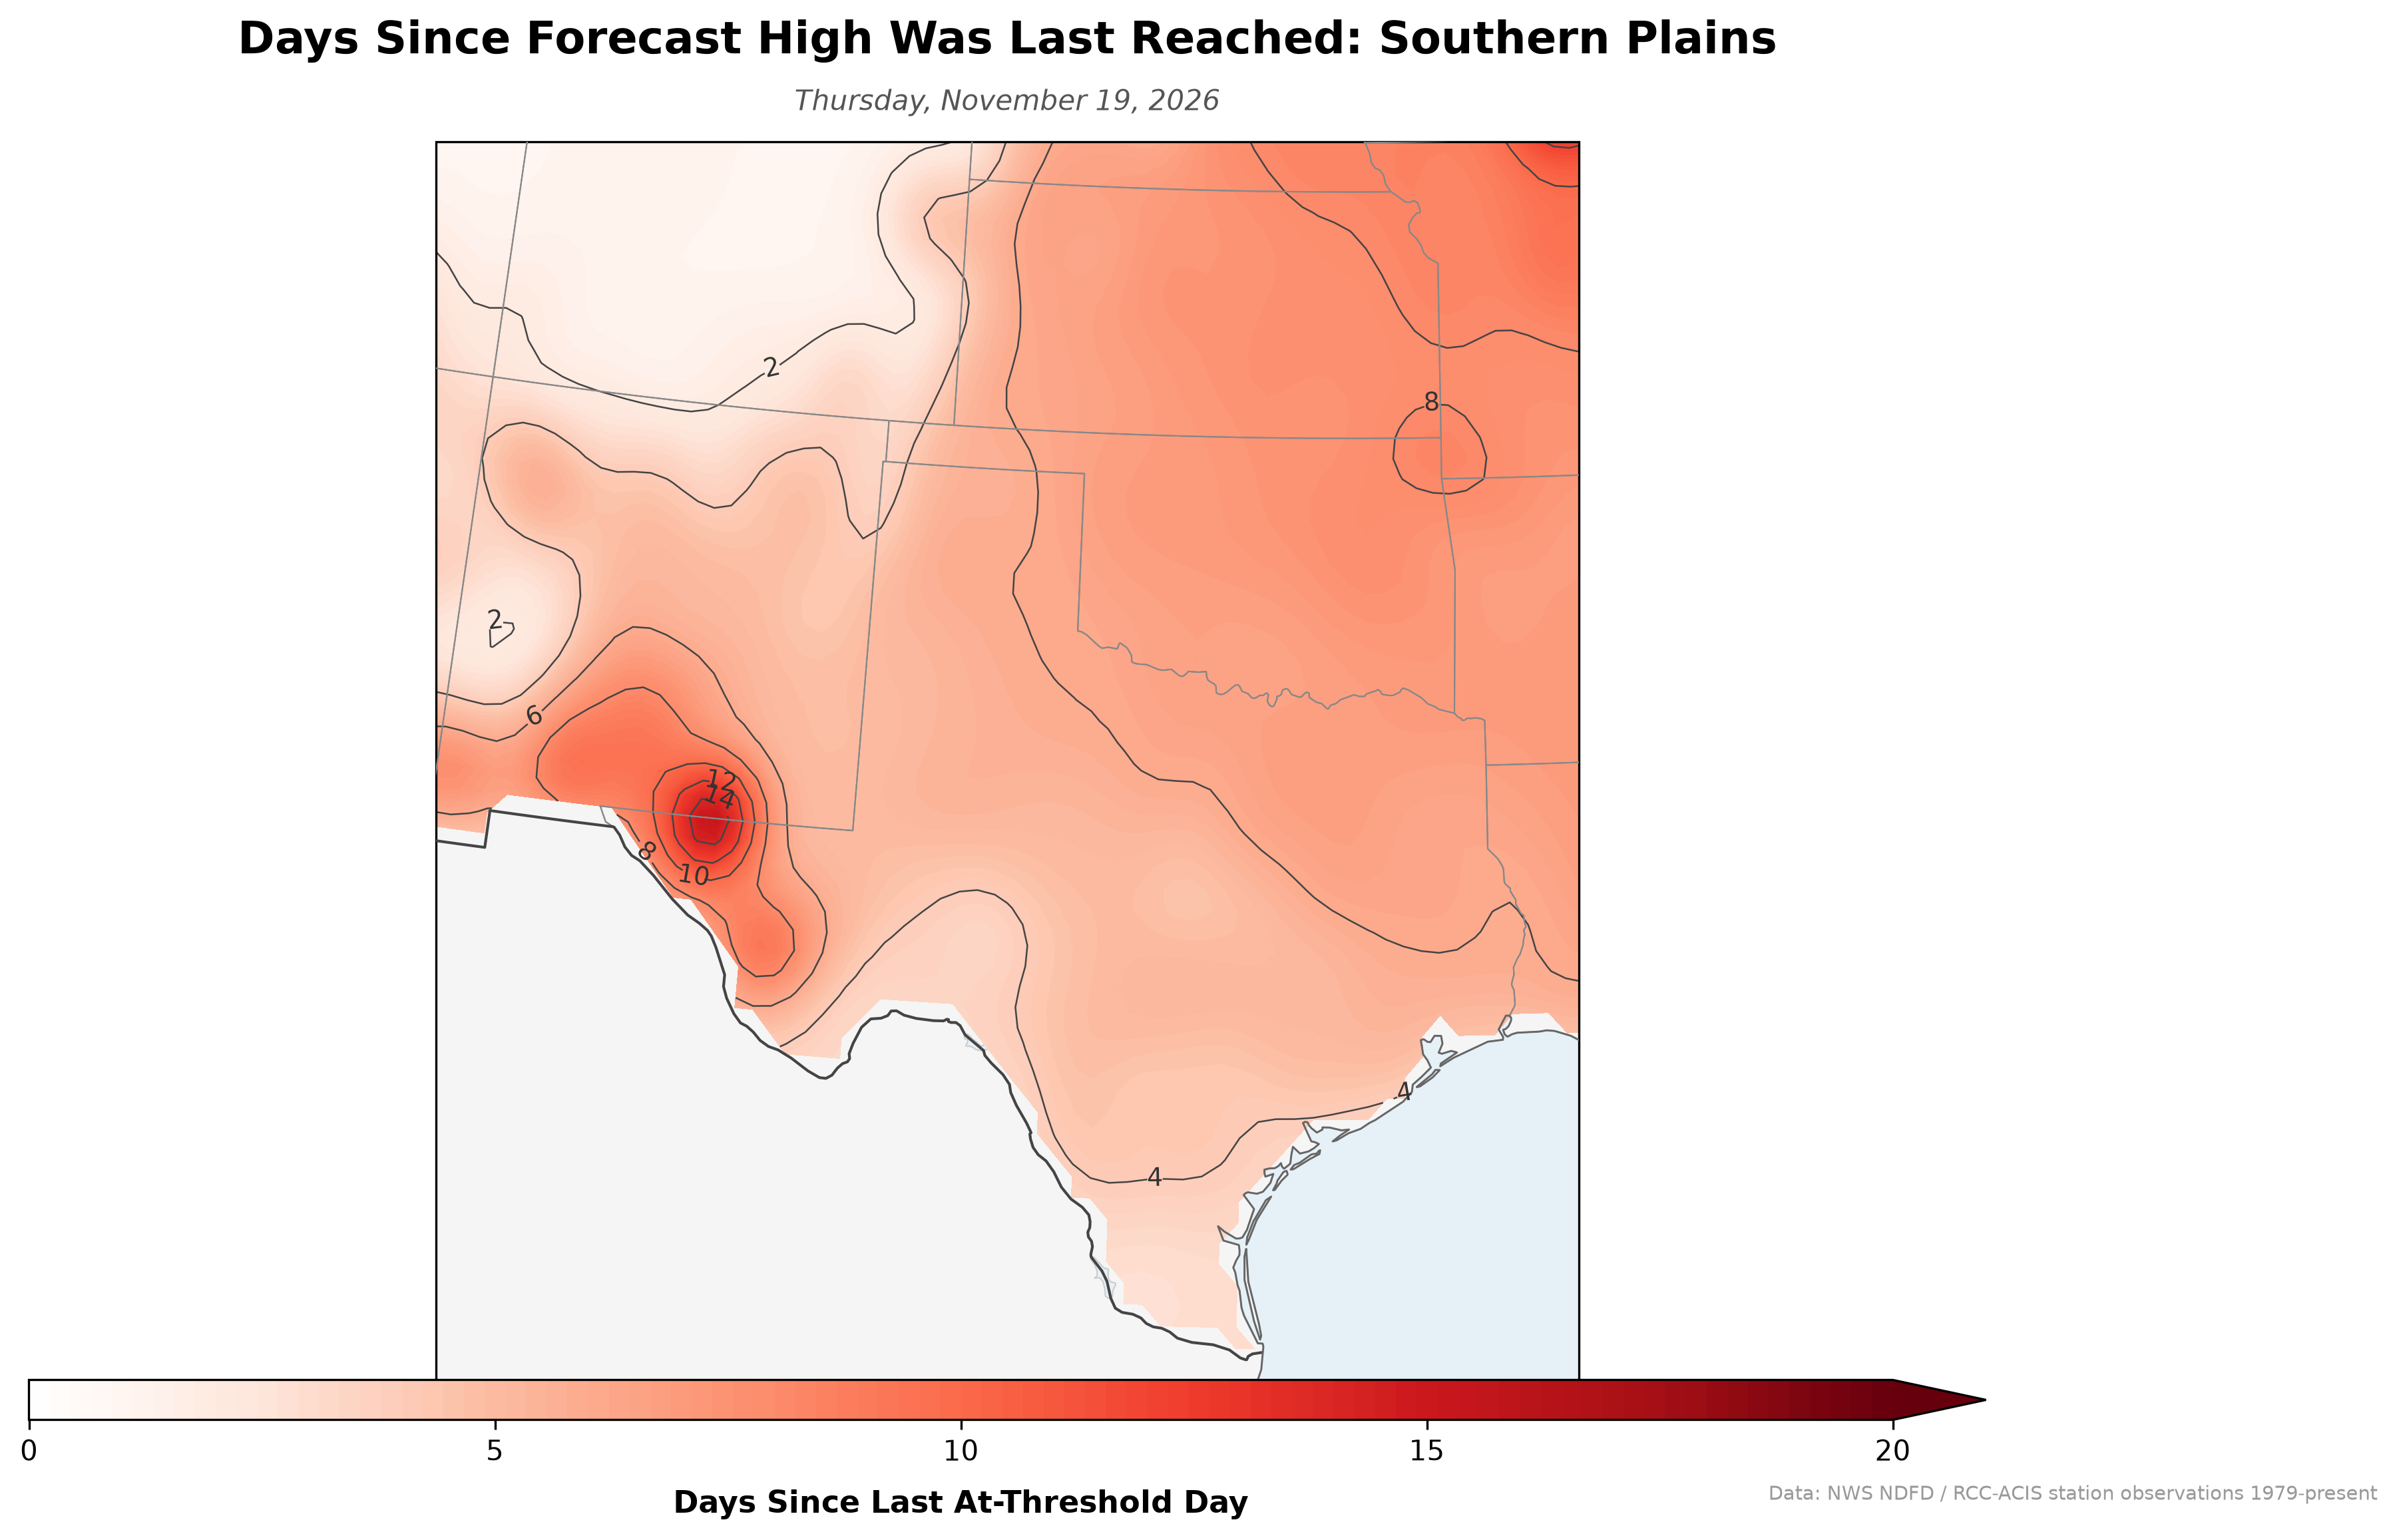 Days Since Forecast High Was Last Reached: Southern Plains
Thursday, November 19, 2026
2
8
2
6
12
14
8
10
4
4
0 5 10 15 20
Days Since Last At-Threshold Day
Data: NWS NDFD / RCC-ACIS station observations 1979-present